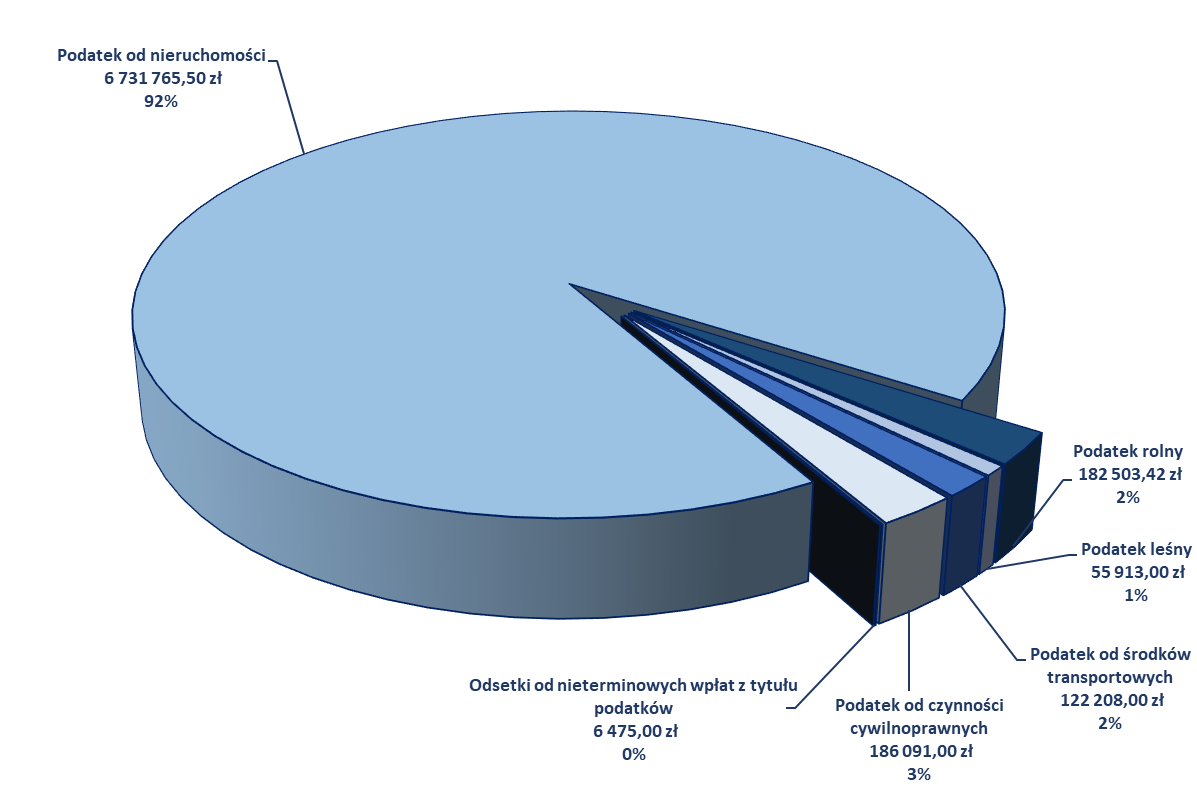 Podatek od nieruchomości
6 731 765,50 zł
92%
Podatek rolny
182 503,42 zł
2%
Podatek leśny
55 913,00 zł
1%
Podatek od środków
transportowych
122 208,00 zł
2%
Podatek od czynności
cywilnoprawnych
186 091,00 zł
3%
Odsetki od nieterminowych wpłat z tytułu
podatków
6 475,00 zł
0%